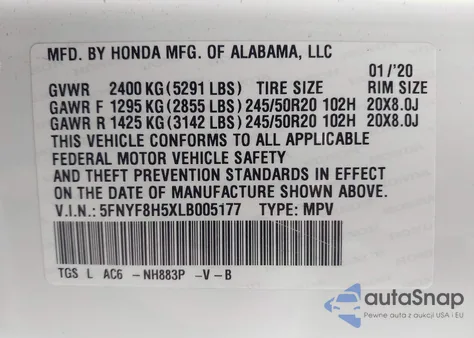 MFD. BY HONDA MFG. OF ALABAMA, LLC
01/'20
GVWR 2400 KG (5291 LBS) TIRE SIZE RIM SIZE
GAWR F 1295 KG (2855 LBS) 245/50R20 102H 20X8.0J
GAWR R 1425 KG (3142 LBS) 245/50R20 102H 20X8.0J
THIS VEHICLE CONFORMS TO ALL APPLICABLE
FEDERAL MOTOR VEHICLE SAFETY
AND THEFT PREVENTION STANDARDS IN EFFECT
ON THE DATE OF MANUFACTURE SHOWN ABOVE.
V.I.N.: 5FNYF8H5XLB005177 TYPE: MPV
TGS L AC6 -NH883P -V-B
autoSnap
Pewne auta z aukcji USA i EU